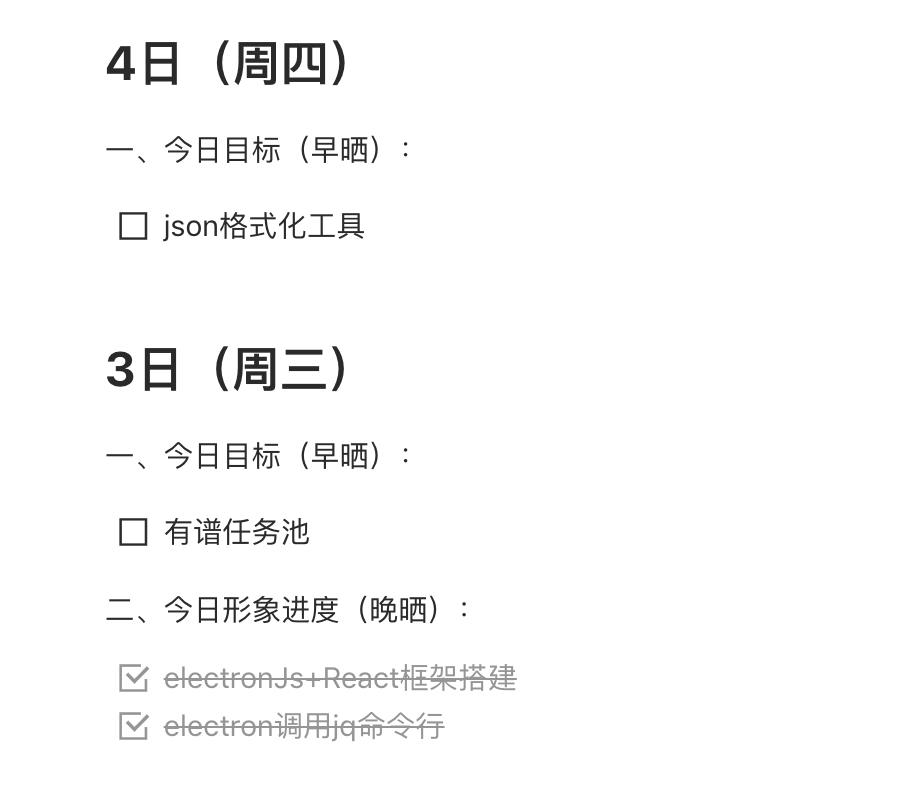 4日（周四）
一、今日目标（早晒）：
json格式化工具
3日（周三）
一、今日目标（早晒）：
有谱任务池
二、今日形象进度（晚晒）：
electronJs+React框架搭建
electron调用jq命令行